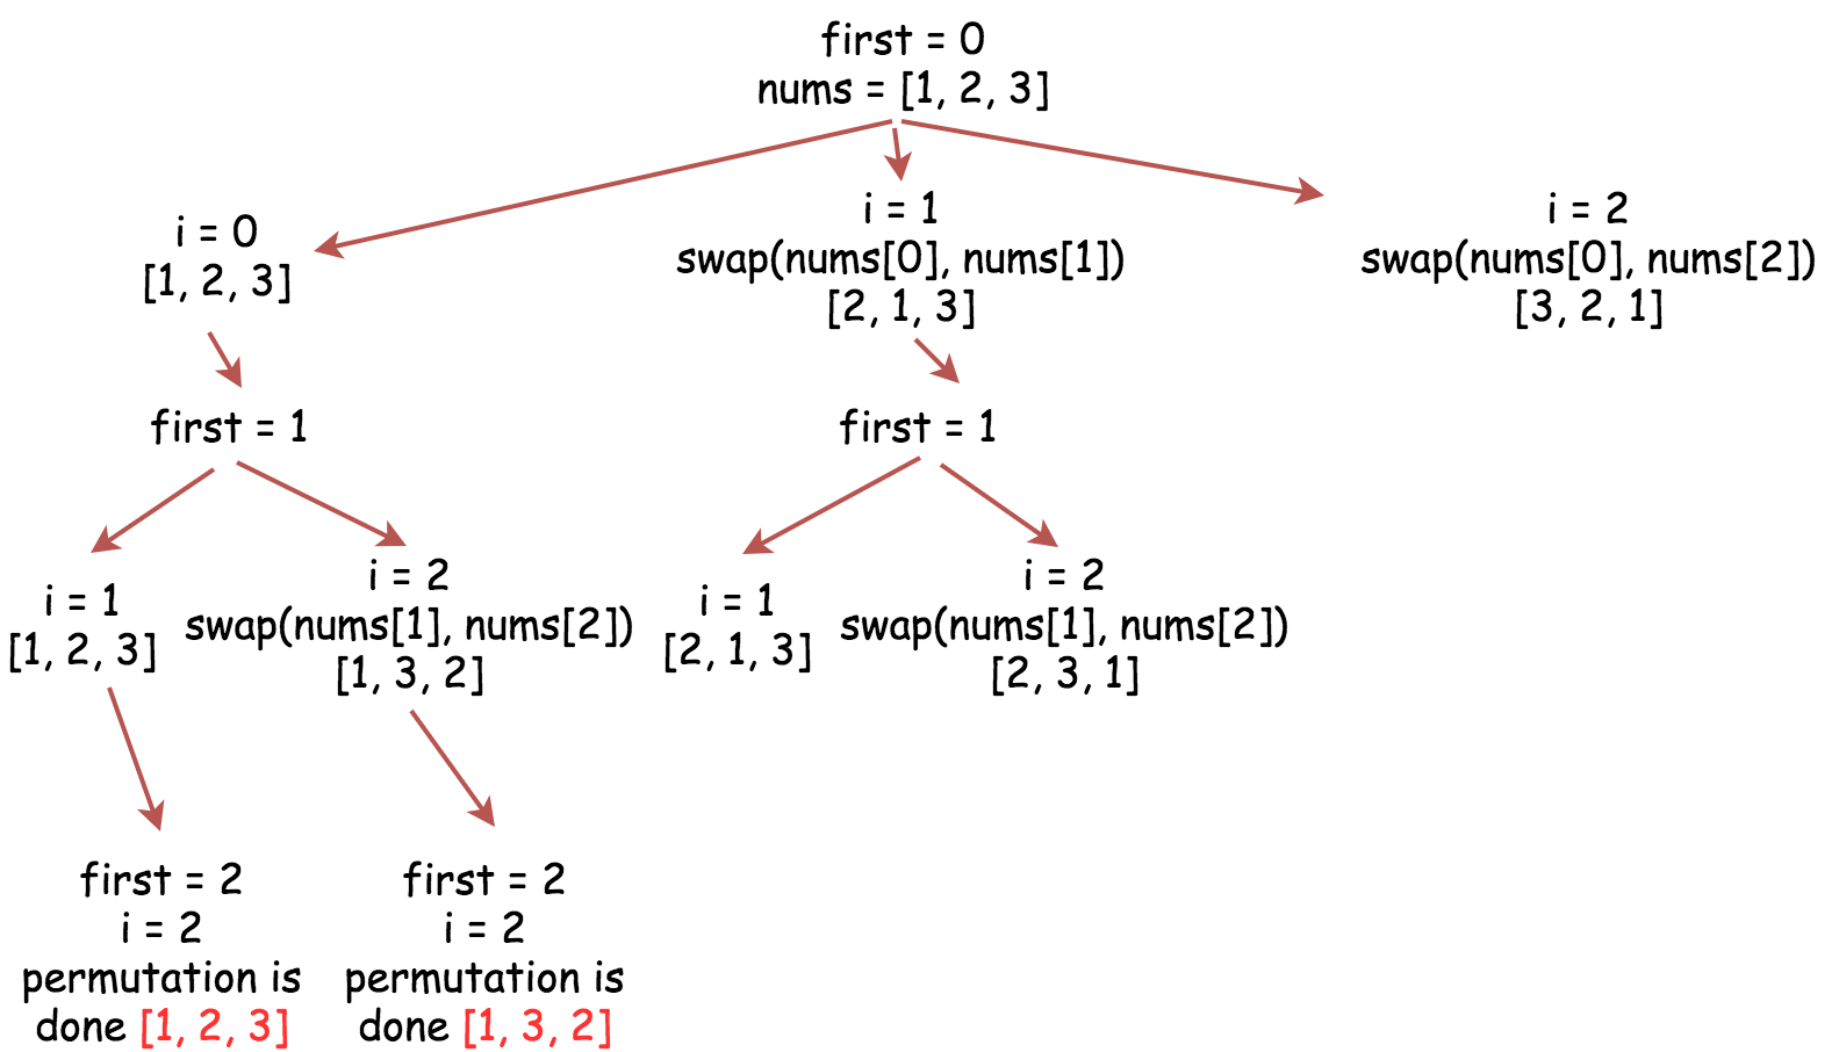 first = 0
nums = [1, 2, 3]
i = 0
[1, 2, 3]
i = 1
swap(nums[0], nums[1])
[2, 1, 3]
i = 2
swap(nums[0], nums[2])
[3, 2, 1]
first = 1
first = 1
i = 1
[1, 2, 3]
i = 2
swap(nums[1], nums[2])
[1, 3, 2]
i = 1
[2, 1, 3]
i = 2
swap(nums[1], nums[2])
[2, 3, 1]
first = 2
i = 2
permutation is
done [1, 2, 3]
first = 2
i = 2
permutation is
done [1, 3, 2]